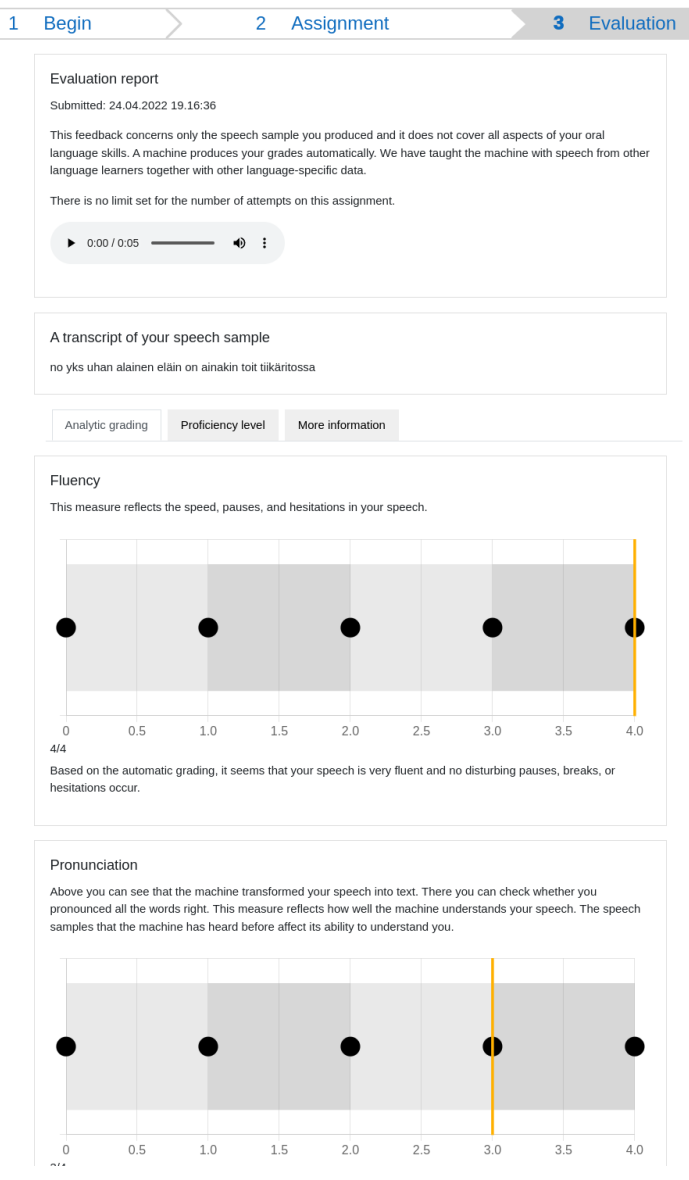 1 Begin 2 Assignment 3 Evaluation
Evaluation report
Submitted: 24.04.2022 19.16:36
This feedback concerns only the speech sample you produced and it does not cover all aspects of your oral
language skills. A machine produces your grades automatically. We have taught the machine with speech from other
language learners together with other language-specific data.
There is no limit set for the number of attempts on this assignment.
0:00 / 0:05
A transcript of your speech sample
no yks uhan alainen eläin on ainakin toit tiikäritossa
Analytic grading Proficiency level More information
Fluency
This measure reflects the speed, pauses, and hesitations in your speech.
0 0.5 1.0 1.5 2.0 2.5 3.0 3.5 4.0
4/4
Based on the automatic grading, it seems that your speech is very fluent and no disturbing pauses, breaks, or
hesitations occur.
Pronunciation
Above you can see that the machine transformed your speech into text. There you can check whether you
pronounced all the words right. This measure reflects how well the machine understands your speech. The speech
samples that the machine has heard before affect its ability to understand you.
0 0.5 1.0 1.5 2.0 2.5 3.0 3.5 4.0